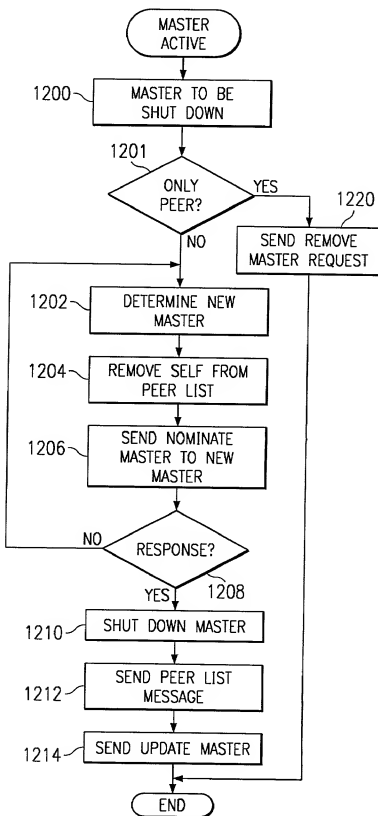 MASTER
ACTIVE
1200
MASTER TO BE
SHUT DOWN
1201
ONLY
PEER?
YES
1220
NO
SEND REMOVE
MASTER REQUEST
1202
DETERMINE NEW
MASTER
1204
REMOVE SELF FROM
PEER LIST
1206
SEND NOMINATE
MASTER TO NEW
MASTER
NO
RESPONSE?
1208
YES
1210
SHUT DOWN MASTER
1212
SEND PEER LIST
MESSAGE
1214
SEND UPDATE MASTER
END